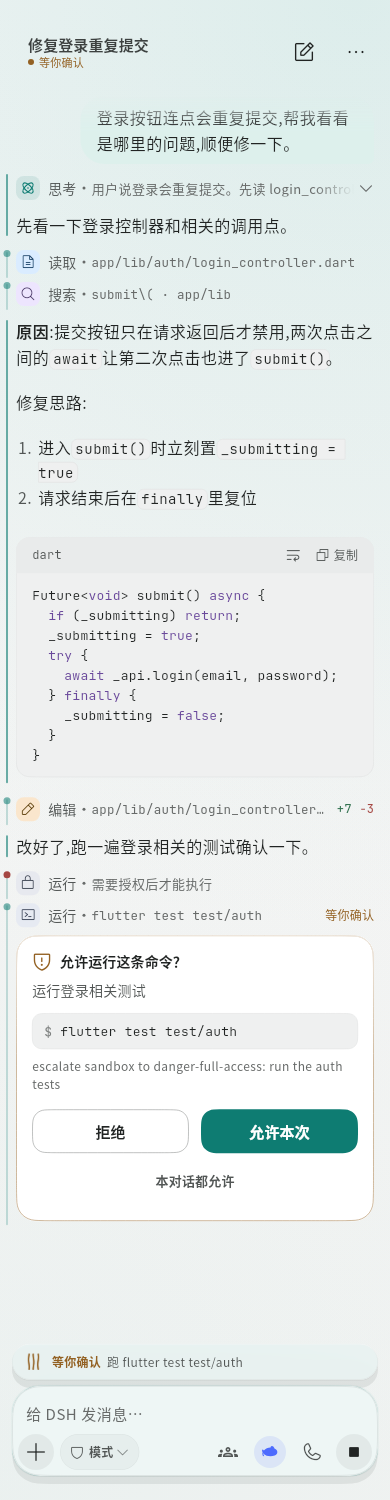 修复登录重复提交
等你确认
登录按钮连点会重复提交,帮我看看
是哪里的问题,顺便修一下。
思考 · 用户说登录会重复提交。先读 login_contro
先看一下登录控制器和相关的调用点。
读取 · app/lib/auth/login_controller.dart
搜索 · submit\( · app/lib
原因:提交按钮只在请求返回后才禁用,两次点击之
间的 await 让第二次点击也进了 submit()。
修复思路:
1. 进入 submit() 时立刻置 _submitting =
true
2. 请求结束后在 finally 里复位
dart 复制
Future<void> submit() async {
if (_submitting) return;
_submitting = true;
try {
await _api.login(email, password);
} finally {
_submitting = false;
}
}
编辑 · app/lib/auth/login_controller… +7 -3
改好了,跑一遍登录相关的测试确认一下。
运行 · 需要授权后才能执行
运行 · flutter test test/auth 等你确认
允许运行这条命令?
运行登录相关测试
$ flutter test test/auth
escalate sandbox to danger-full-access: run the auth
tests
拒绝 允许本次
本对话都允许
等你确认 跑 flutter test test/auth
给 DSH 发消息…
模式